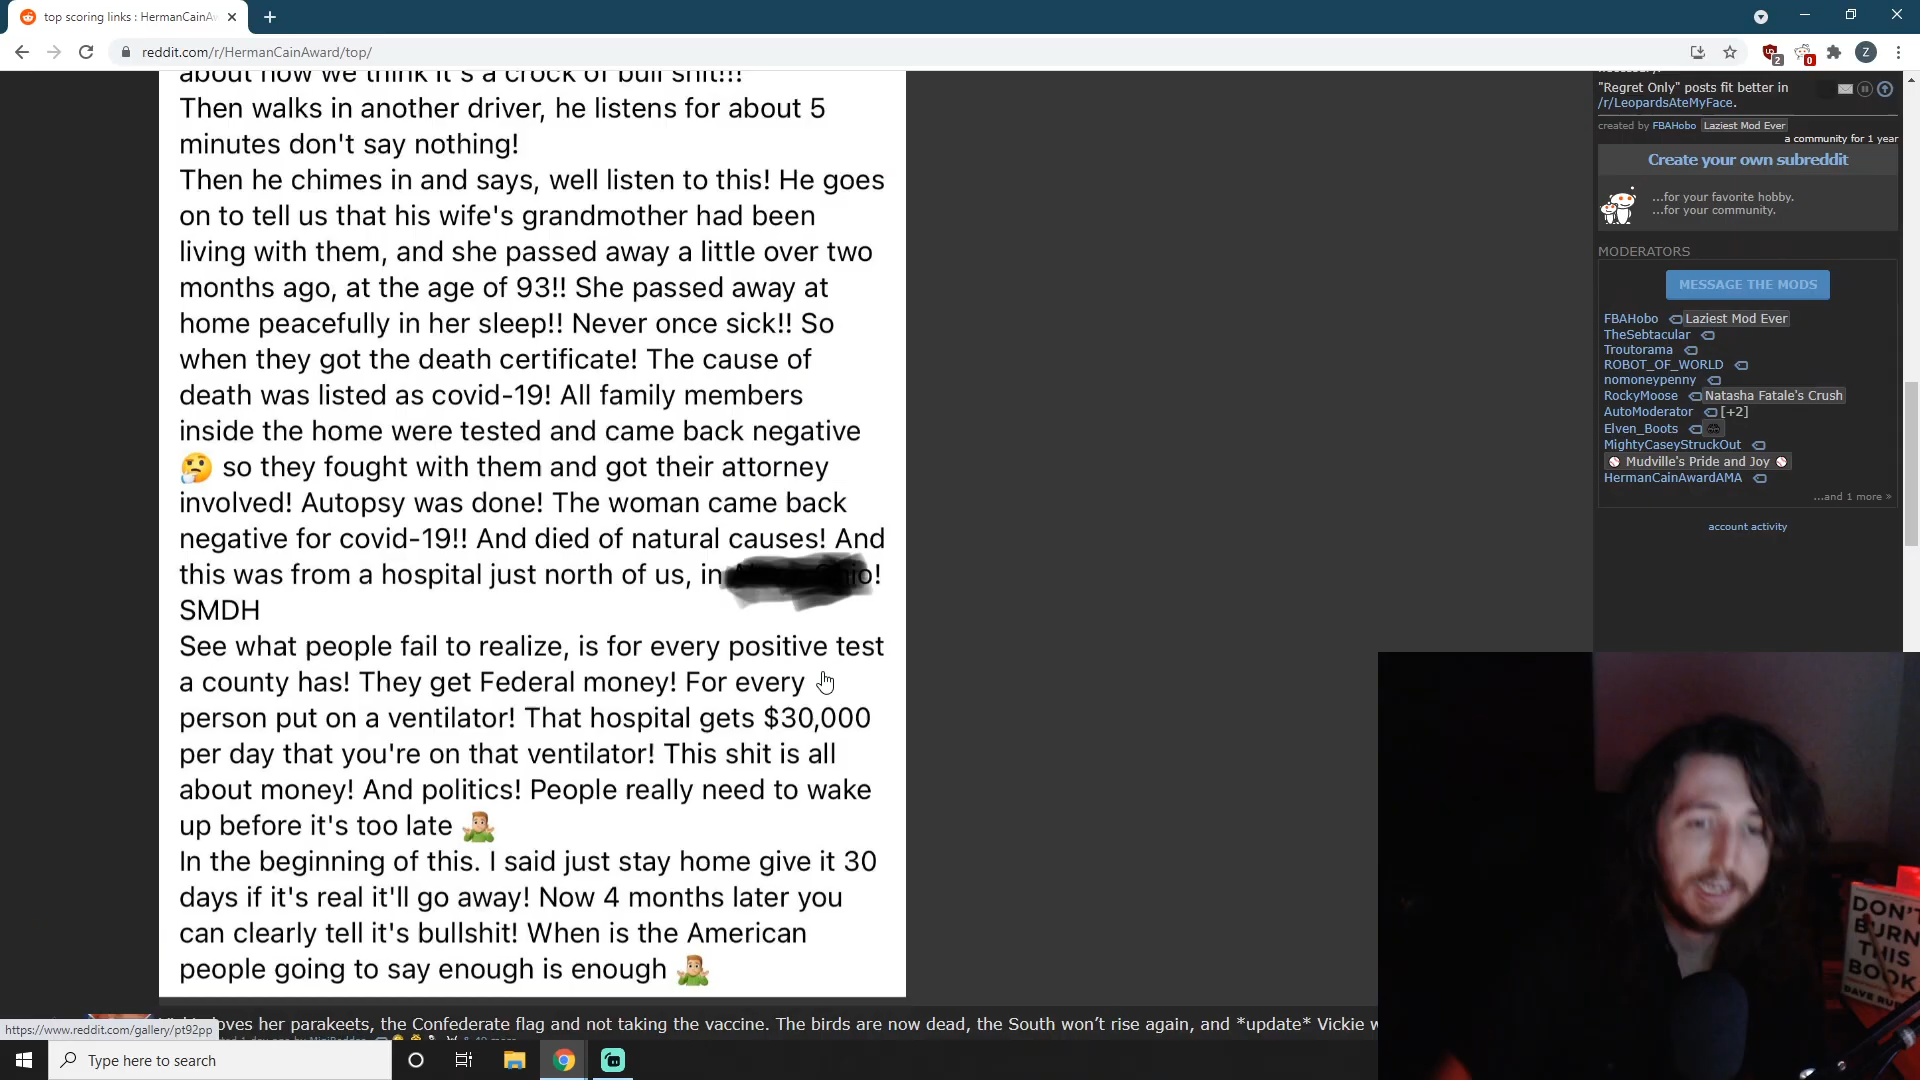 top scoring links : HermanCainAw
reddit.com/r/HermanCainAward/top/
2
0
Z
about how we think it's a crock of bull shit!!!
Then walks in another driver, he listens for about 5
minutes don't say nothing!
Then he chimes in and says, well listen to this! He goes
on to tell us that his wife's grandmother had been
living with them, and she passed away a little over two
months ago, at the age of 93!! She passed away at
home peacefully in her sleep!! Never once sick!! So
when they got the death certificate! The cause of
death was listed as covid-19! All family members
inside the home were tested and came back negative
🤔 so they fought with them and got their attorney
involved! Autopsy was done! The woman came back
negative for covid-19!! And died of natural causes! And
this was from a hospital just north of us, in !
SMDH
See what people fail to realize, is for every positive test
a county has! They get Federal money! For every
person put on a ventilator! That hospital gets $30,000
per day that you're on that ventilator! This shit is all
about money! And politics! People really need to wake
up before it's too late 🤷🏼‍♂️
In the beginning of this. I said just stay home give it 30
days if it's real it'll go away! Now 4 months later you
can clearly tell it's bullshit! When is the American
people going to say enough is enough 🤷🏼‍♂️
loves her parakeets, the Confederate flag and not taking the vaccine. The birds are now dead, the South won't rise again, and *update* Vickie w
https://www.reddit.com/gallery/pt92pp
"Regret Only" posts fit better in
/r/LeopardsAteMyFace.
created by FBAHobo Laziest Mod Ever
a community for 1 year
Create your own subreddit
...for your favorite hobby.
...for your community.
MODERATORS
MESSAGE THE MODS
FBAHobo Laziest Mod Ever
TheSebtacular
Troutorama
ROBOT_OF_WORLD
nomoneypenny
RockyMoose Natasha Fatale's Crush
AutoModerator [+2]
Elven_Boots
MightyCaseyStruckOut
⚾ Mudville's Pride and Joy ⚾
HermanCainAwardAMA
...and 1 more »
account activity
DON'T
BURN
THIS
BOOK
Type here to search